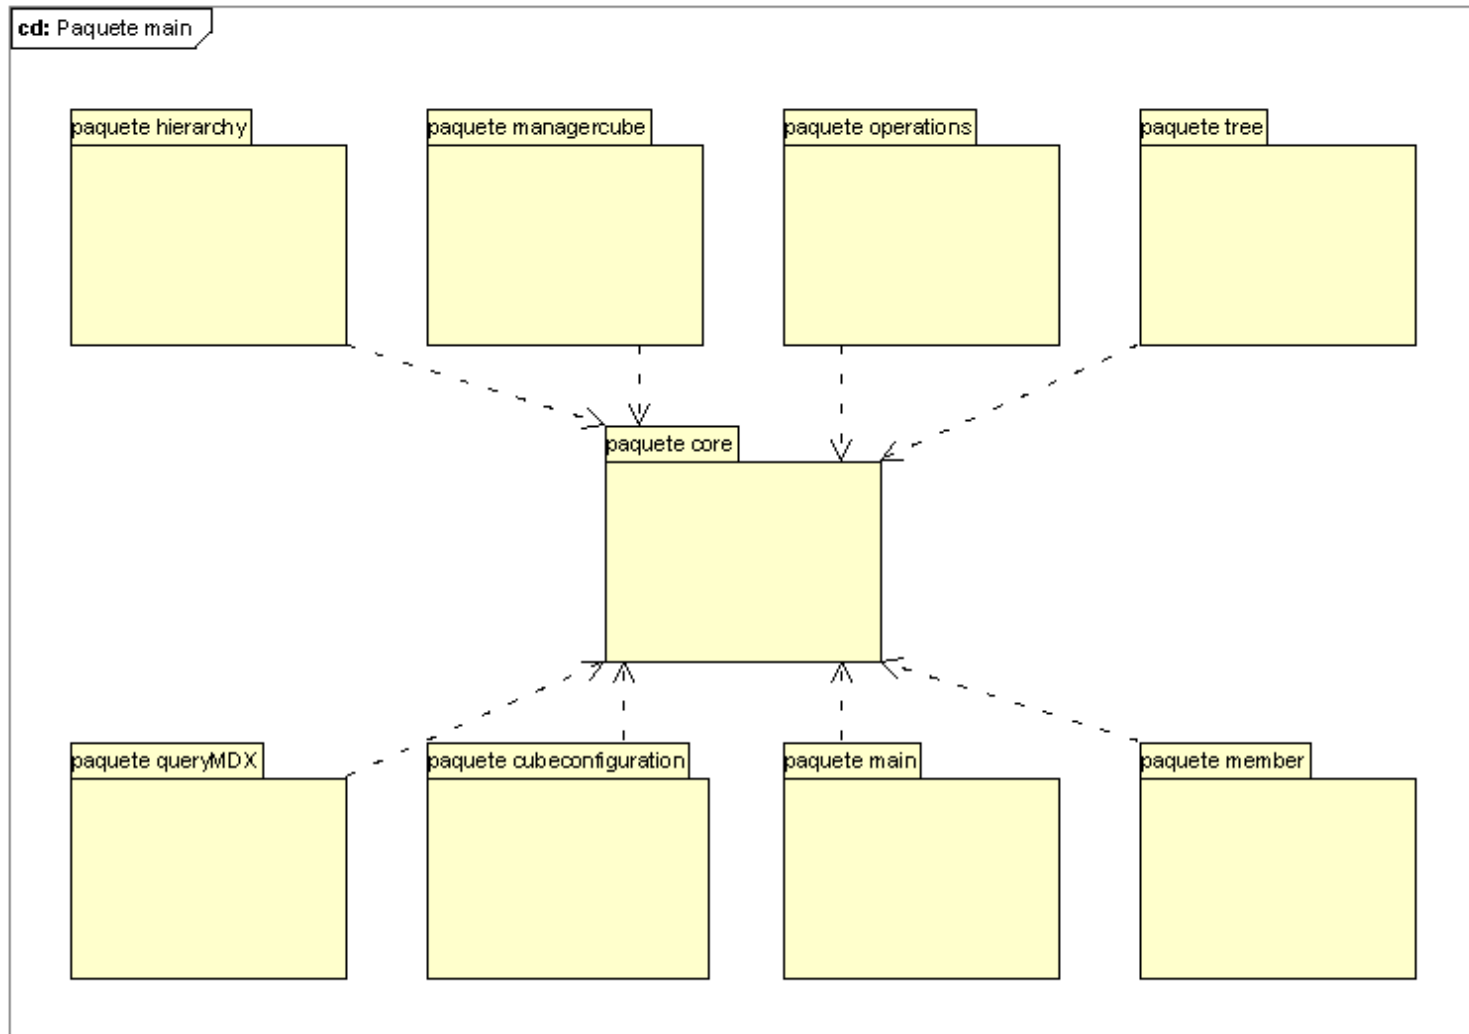 cd: Paquete main
paquete hierarchy
paquete managercube
paquete operations
paquete tree
paquete core
paquete queryMDX
paquete cubeconfiguration
paquete main
paquete member